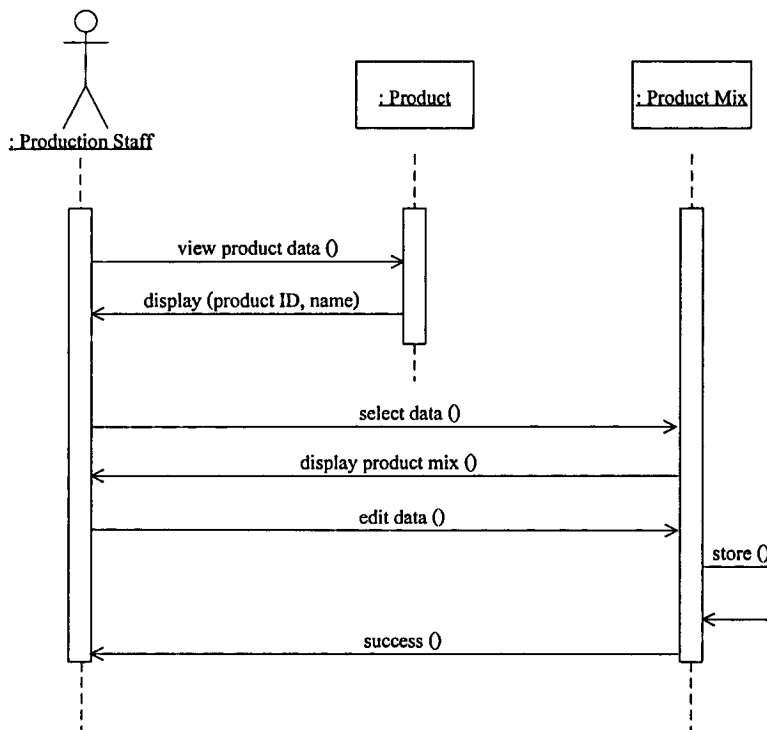 : Product
: Product Mix
: Production Staff
view product data ()
display (product ID, name)
select data ()
display product mix ()
edit data ()
store ()
success ()